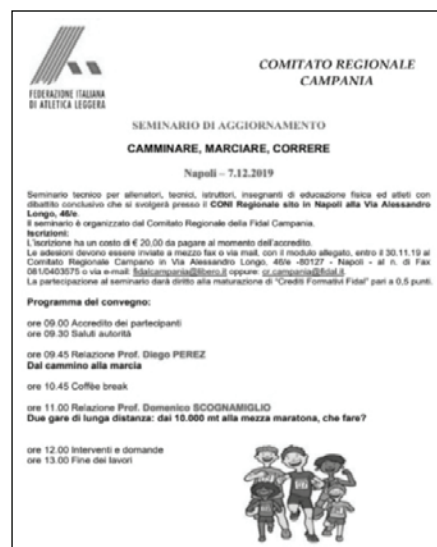 FEDERAZIONE ITALIANA
DI ATLETICA LEGGERA
COMITATO REGIONALE
CAMPANIA
SEMINARIO DI AGGIORNAMENTO
CAMMINARE, MARCIARE, CORRERE
Napoli – 7.12.2019
Seminario tecnico per allenatori, tecnici, istruttori, insegnanti di educazione fisica ed atleti con
dibattito conclusivo che si svolgerà presso il CONI Regionale sito in Napoli alla Via Alessandro
Longo, 46/e.
Il seminario è organizzato dal Comitato Regionale della Fidal Campania.
Iscrizioni:
L'iscrizione ha un costo di € 20,00 da pagare al momento dell'accredito.
Le adesioni devono essere inviate a mezzo fax o via mail, con il modulo allegato, entro il 30.11.19 al
Comitato Regionale Campano in Via Alessandro Longo, 46/e -80127 - Napoli - al n. di Fax
081/0403575 o via e-mail: fidalcampania@libero.it oppure: cr.campania@fidal.it.
La partecipazione al seminario darà diritto alla maturazione di "Crediti Formativi Fidal" pari a 0,5 punti.
Programma del convegno:
ore 09.00 Accredito dei partecipanti
ore 09.30 Saluti autorità
ore 09.45 Relazione Prof. Diego PEREZ
Dal cammino alla marcia
ore 10.45 Coffèe break
ore 11.00 Relazione Prof. Domenico SCOGNAMIGLIO
Due gare di lunga distanza: dai 10.000 mt alla mezza maratona, che fare?
ore 12.00 Interventi e domande
ore 13.00 Fine dei lavori